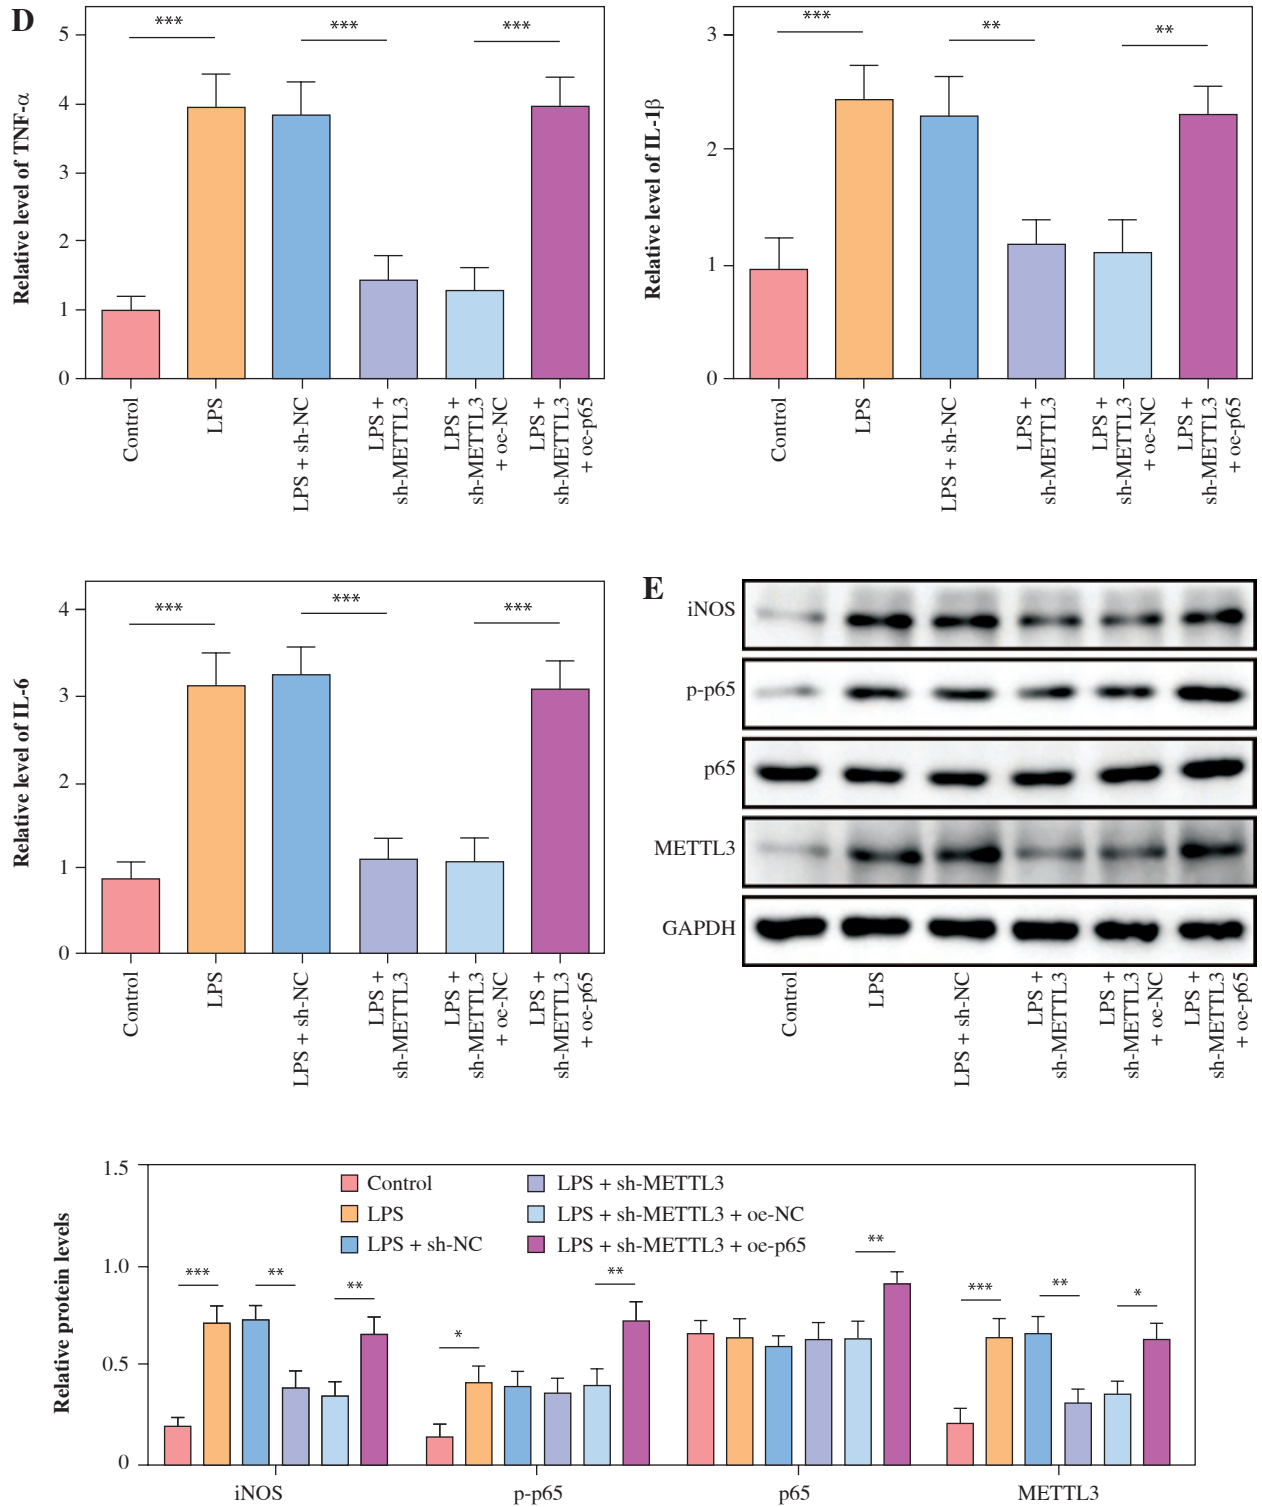 D
Relative level of TNF-α
5
4
3
2
1
0
***
***
***
Control
LPS
LPS + sh-NC
LPS +
sh-METTL3
LPS +
sh-METTL3
+ oe-NC
LPS +
sh-METTL3
+ oe-p65
Relative level of IL-1β
3
2
1
0
***
**
**
Control
LPS
LPS + sh-NC
LPS +
sh-METTL3
LPS +
sh-METTL3
+ oe-NC
LPS +
sh-METTL3
+ oe-p65
Relative level of IL-6
4
3
2
1
0
***
***
***
Control
LPS
LPS + sh-NC
LPS +
sh-METTL3
LPS +
sh-METTL3
+ oe-NC
LPS +
sh-METTL3
+ oe-p65
E
iNOS
p-p65
p65
METTL3
GAPDH
Control
LPS
LPS + sh-NC
LPS +
sh-METTL3
LPS +
sh-METTL3
+ oe-NC
LPS +
sh-METTL3
+ oe-p65
Relative protein levels
1.5
1.0
0.5
0
Control
LPS
LPS + sh-NC
LPS + sh-METTL3
LPS + sh-METTL3 + oe-NC
LPS + sh-METTL3 + oe-p65
***
**
**
*
**
**
***
**
*
iNOS
p-p65
p65
METTL3